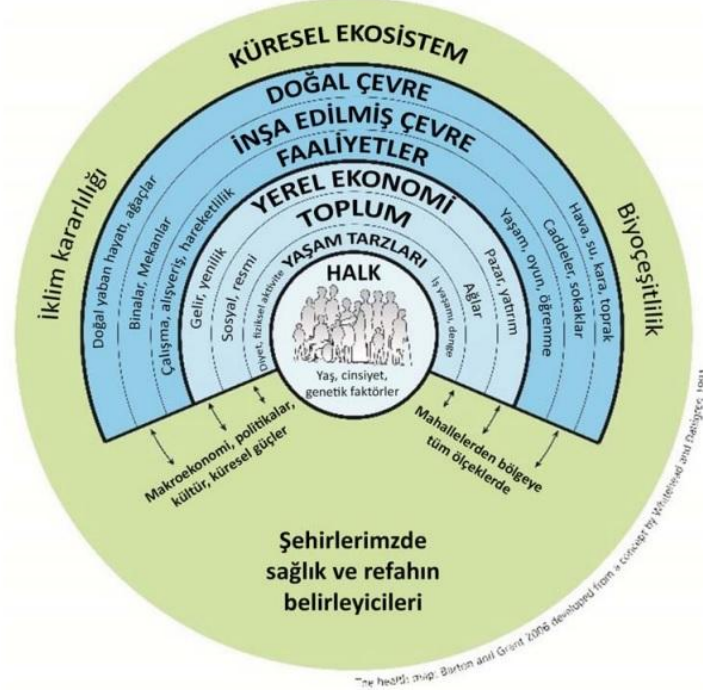 KÜRESEL EKOSİSTEM
DOĞAL ÇEVRE
İNŞA EDİLMİŞ ÇEVRE
FAALİYETLER
YEREL EKONOMİ
TOPLUM
YAŞAM TARZLARI
HALK
Yaş, cinsiyet,
genetik faktörler
İklim kararlılığı
Doğal yaban hayatı, ağaçlar
Binalar, Mekanlar
Çalışma, alışveriş, hareketlilik
Gelir, yenilik
Sosyal, resmi
Diyet, fiziksel aktivite
İş yaşamı, denge
Ağlar
Pazar, yatırım
Yaşam, oyun, öğrenme
Caddeler, sokaklar
Hava, su, kara, toprak
Biyoçeşitlilik
Makroekonomi, politikalar,
kültür, küresel güçler
Mahallelerden bölgeye
tüm ölçeklerde
Şehirlerimzde
sağlık ve refahın
belirleyicileri
The health map: Barton and Grant 2006 developed from a concept by Whitehead and